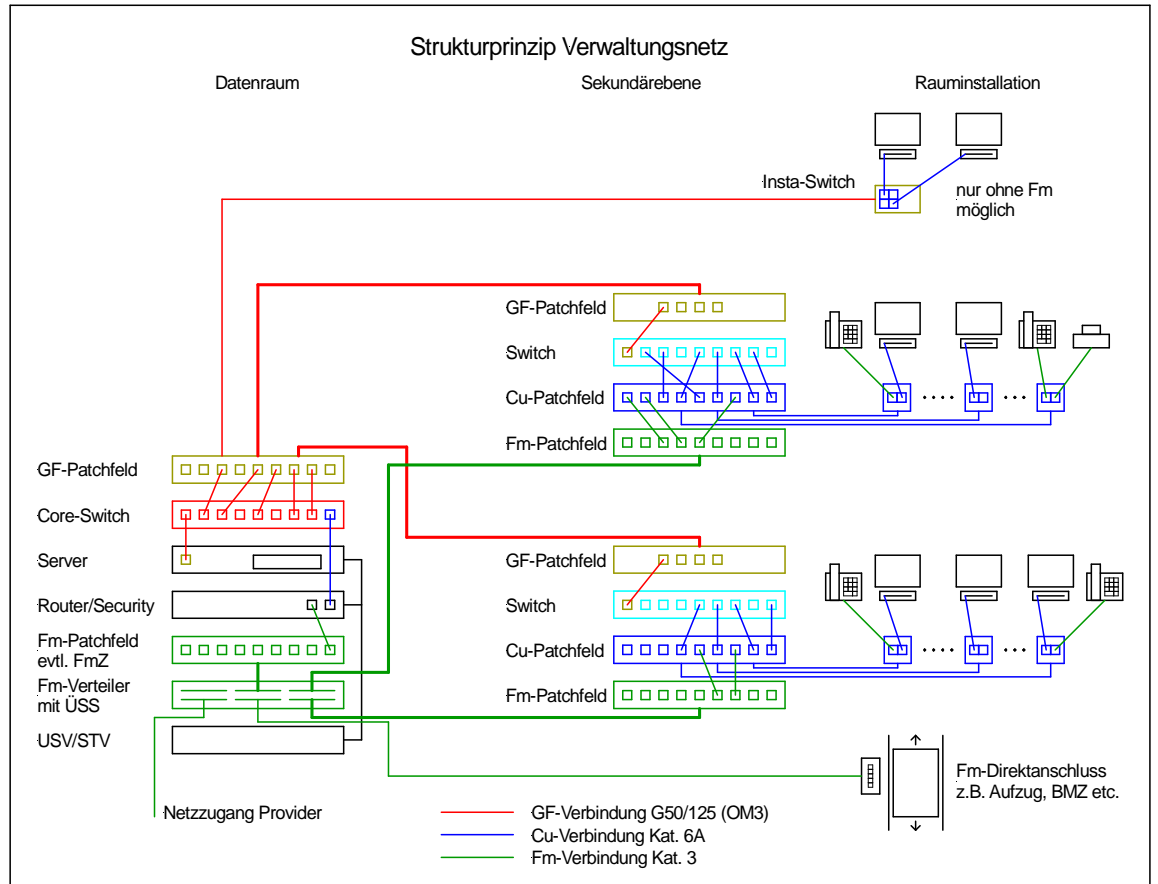 Strukturprinzip Verwaltungsnetz
Datenraum
Sekundärebene
Rauminstallation
Insta-Switch
nur ohne Fm
möglich
GF-Patchfeld
Switch
Cu-Patchfeld
Fm-Patchfeld
GF-Patchfeld
Core-Switch
Server
Router/Security
Fm-Patchfeld
evtl. FmZ
Fm-Verteiler
mit ÜSS
USV/STV
GF-Patchfeld
Switch
Cu-Patchfeld
Fm-Patchfeld
Fm-Direktanschluss
z.B. Aufzug, BMZ etc.
Netzzugang Provider
GF-Verbindung G50/125 (OM3)
Cu-Verbindung Kat. 6A
Fm-Verbindung Kat. 3